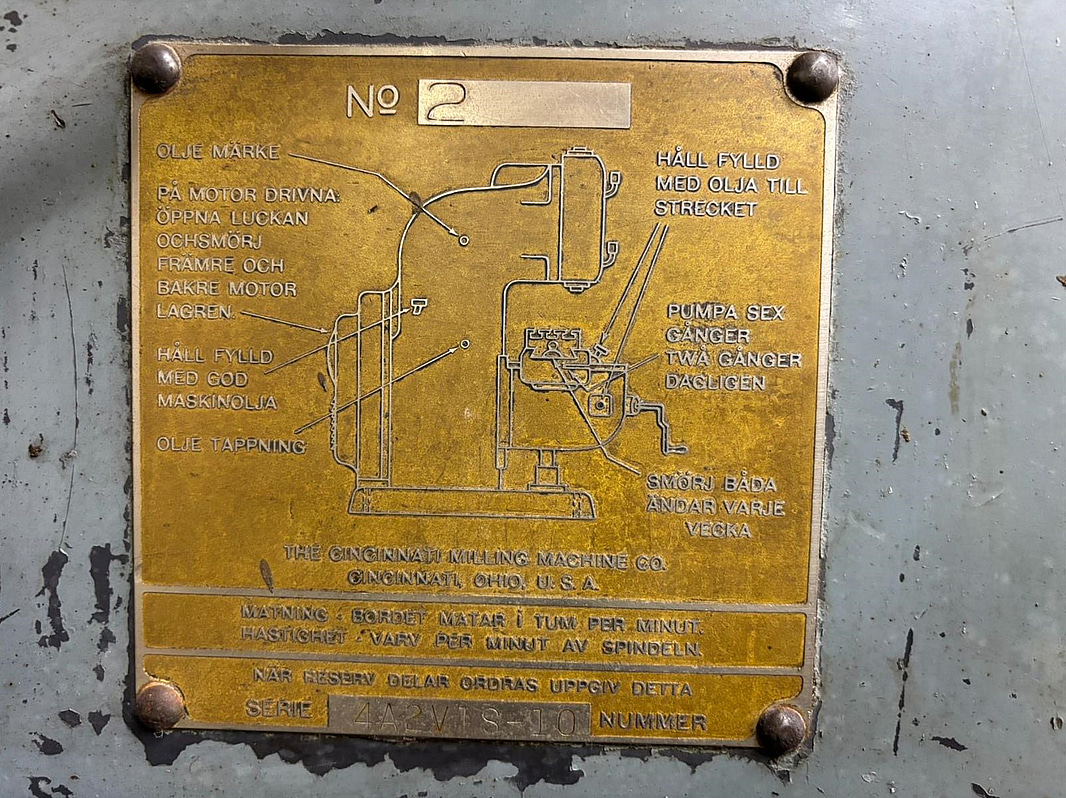 Nº 2
OLJE MÄRKE
PÅ MOTOR DRIVNA:
ÖPPNA LUCKAN
OCHSMÖRJ
FRÄMRE OCH
BAKRE MOTOR
LAGREN
HÅLL FYLLD
MED GOD
MASKINOLJA
OLJE TAPPNING
HÅLL FYLLD
MED OLJA TILL
STRECKET
PUMPA SEX
GÅNGER
TWÅ GÅNGER
DAGLIGEN
SMÖRJ BÅDA
ÄNDAR VARJE
VECKA
THE CINCINNATI MILLING MACHINE CO.
CINCINNATI, OHIO, U. S. A.
MATNING - BORDET MATAR I TUM PER MINUT.
HASTIGHET - VARV PER MINUT AV SPINDELN.
NÄR RESERV DELAR ORDRAS UPPGIV DETTA
SERIE 4A2V1S-10 NUMMER